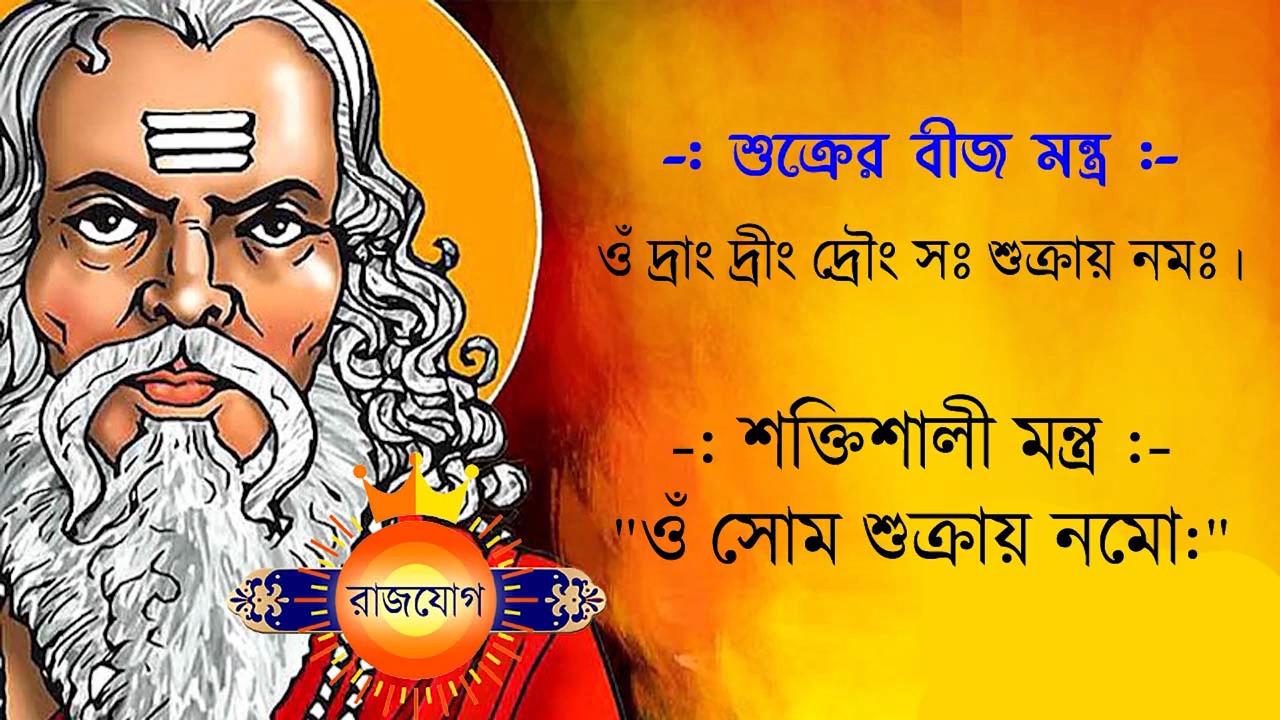 -: শুক্রের বীজ মন্ত্র :-
ওঁ দ্রাং দ্রীং দ্রৌং সঃ শুক্রায় নমঃ।
-: শক্তিশালী মন্ত্র :-
"ওঁ সোম শুক্রায় নমো:"
রাজযোগ